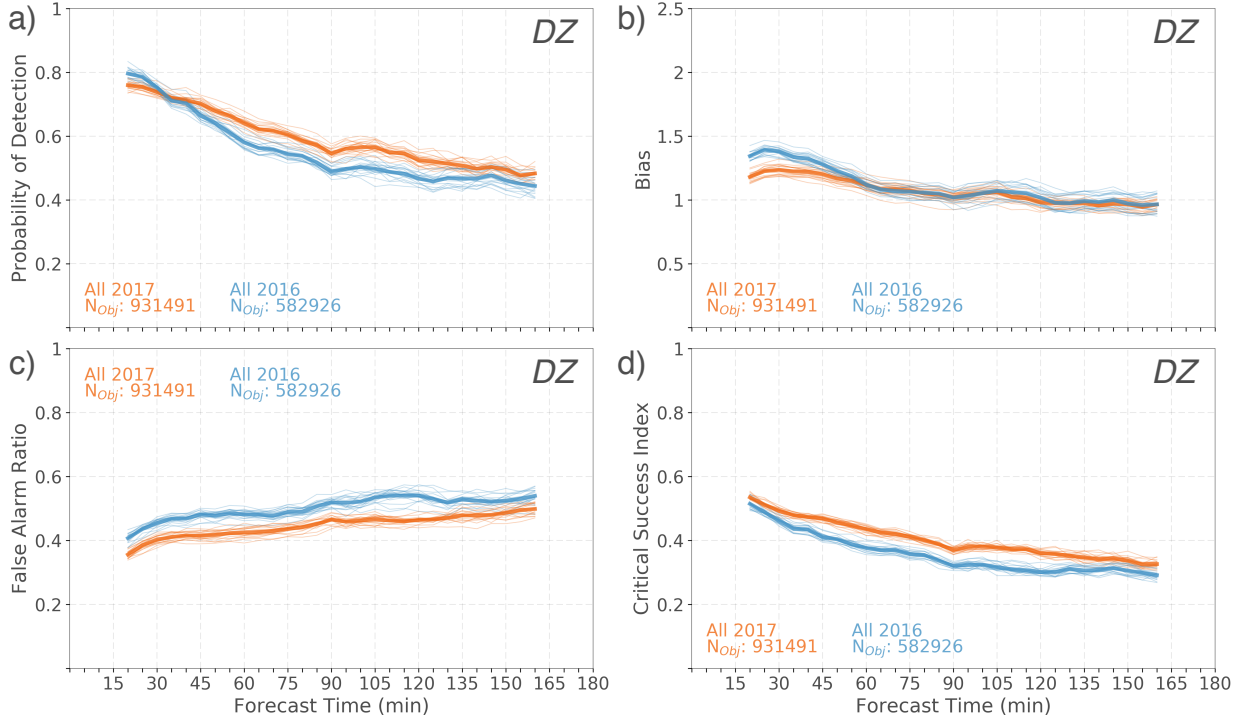 a)
DZ
Probability of Detection
1
0.8
0.6
0.4
0.2
All 2017
N_Obj: 931491
All 2016
N_Obj: 582926
b)
DZ
Bias
2.5
2
1.5
1
0.5
All 2017
N_Obj: 931491
All 2016
N_Obj: 582926
c)
DZ
False Alarm Ratio
1
0.8
0.6
0.4
0.2
All 2017
N_Obj: 931491
All 2016
N_Obj: 582926
15 30 45 60 75 90 105 120 135 150 165 180
Forecast Time (min)
d)
DZ
Critical Success Index
1
0.8
0.6
0.4
0.2
All 2017
N_Obj: 931491
All 2016
N_Obj: 582926
15 30 45 60 75 90 105 120 135 150 165 180
Forecast Time (min)